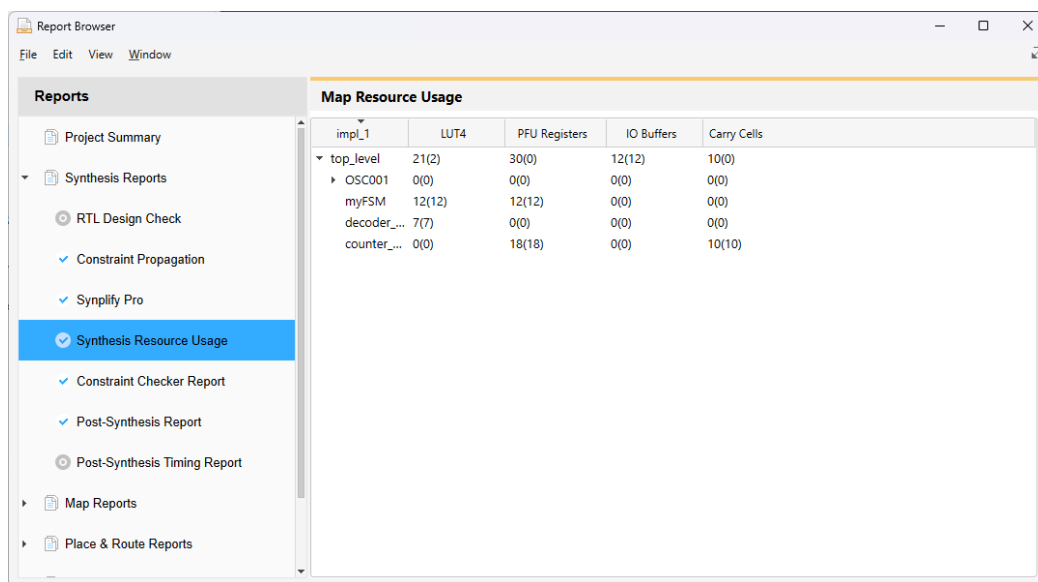 Report Browser
File Edit View Window
Reports
Project Summary
Synthesis Reports
RTL Design Check
Constraint Propagation
Synplify Pro
Synthesis Resource Usage
Constraint Checker Report
Post-Synthesis Report
Post-Synthesis Timing Report
Map Reports
Place & Route Reports
Map Resource Usage
impl_1 LUT4 PFU Registers IO Buffers Carry Cells
top_level 21(2) 30(0) 12(12) 10(0)
OSC001 0(0) 0(0) 0(0) 0(0)
myFSM 12(12) 12(12) 0(0) 0(0)
decoder_... 7(7) 0(0) 0(0) 0(0)
counter_... 0(0) 18(18) 0(0) 10(10)